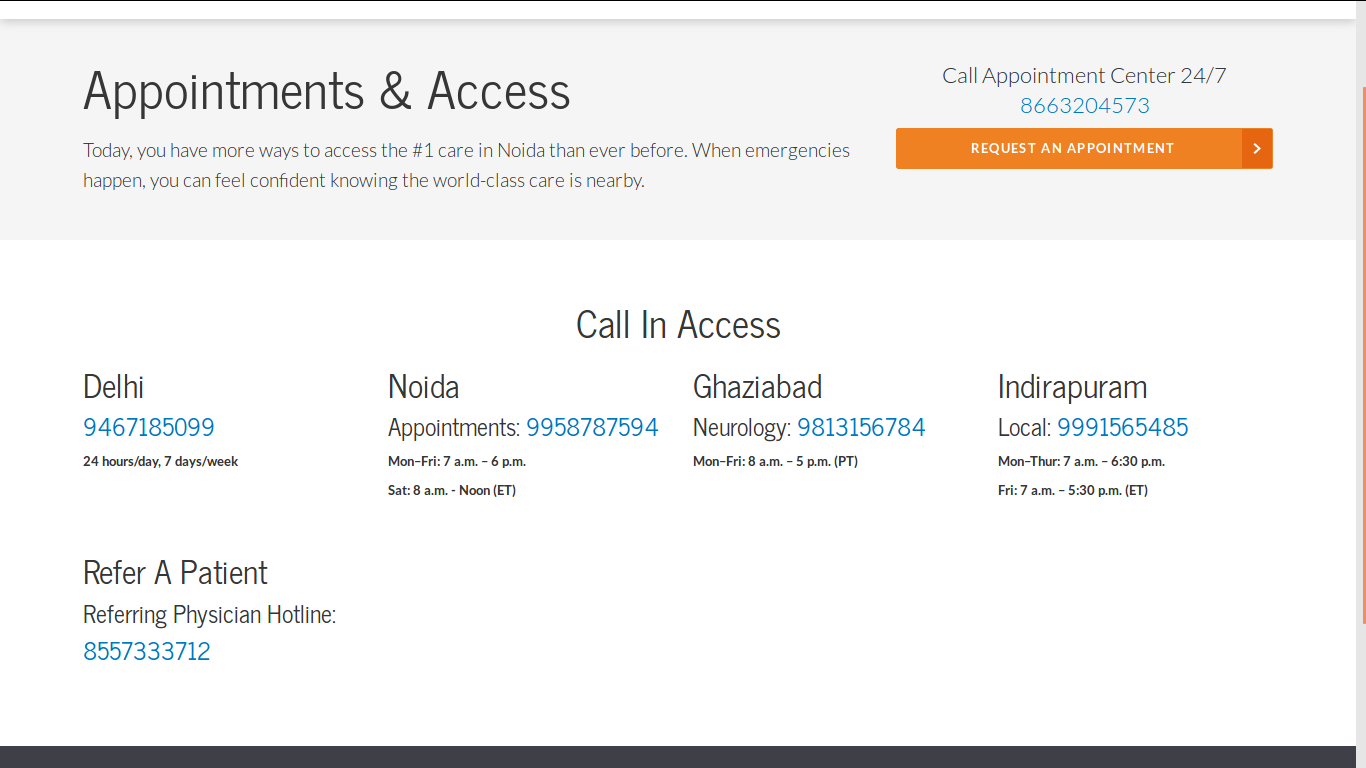 Appointments & Access
Today, you have more ways to access the #1 care in Noida than ever before. When emergencies
happen, you can feel confident knowing the world-class care is nearby.
Call Appointment Center 24/7
8663204573
REQUEST AN APPOINTMENT
Call In Access
Delhi
9467185099
24 hours/day, 7 days/week
Noida
Appointments: 9958787594
Mon–Fri: 7 a.m. – 6 p.m.
Sat: 8 a.m. - Noon (ET)
Ghaziabad
Neurology: 9813156784
Mon–Fri: 8 a.m. – 5 p.m. (PT)
Indirapuram
Local: 9991565485
Mon–Thur: 7 a.m. – 6:30 p.m.
Fri: 7 a.m. – 5:30 p.m. (ET)
Refer A Patient
Referring Physician Hotline:
8557333712